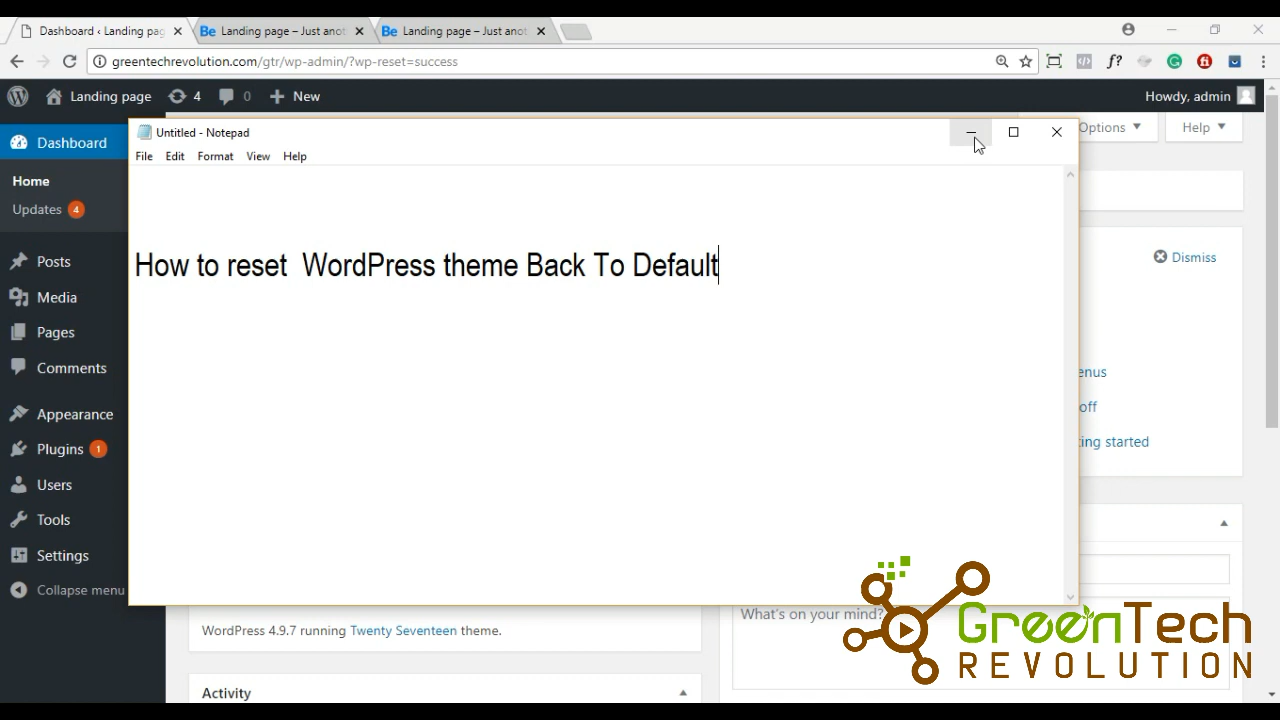 Dashboard ‹ Landing pag
Landing page – Just anot
Landing page – Just anot
greentechrevolution.com/gtr/wp-admin/?wp-reset=success
f?
Landing page
4
0
New
Howdy, admin
Untitled - Notepad
File Edit Format View Help
Options
Help
Dashboard
Home
Updates 4
Posts
Media
Pages
Comments
Appearance
Plugins 1
Users
Tools
Settings
Collapse menu
How to reset  WordPress theme Back To Default
Dismiss
enus
off
ting started
What's on your mind?
WordPress 4.9.7 running Twenty Seventeen theme.
Activity
GreenTech
REVOLUTION